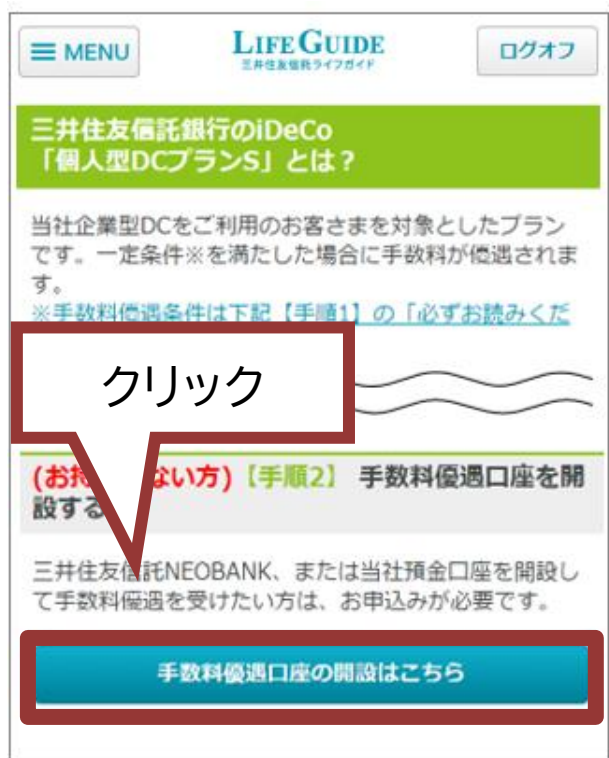 MENU
LIFE GUIDE
三井住友信託ライフガイド
ログオフ
三井住友信託銀行のiDeCo
「個人型DCプランS」とは？
当社企業型DCをご利用のお客さまを対象としたプラン
です。一定条件※を満たした場合に手数料が優遇されま
す。
※手数料優遇条件は下記【手順1】の「必ずお読みくだ
クリック
(お持 ない方)【手順2】 手数料優遇口座を開
設する
三井住友信託NEOBANK、または当社預金口座を開設し
て手数料優遇を受けたい方は、お申込みが必要です。
手数料優遇口座の開設はこちら